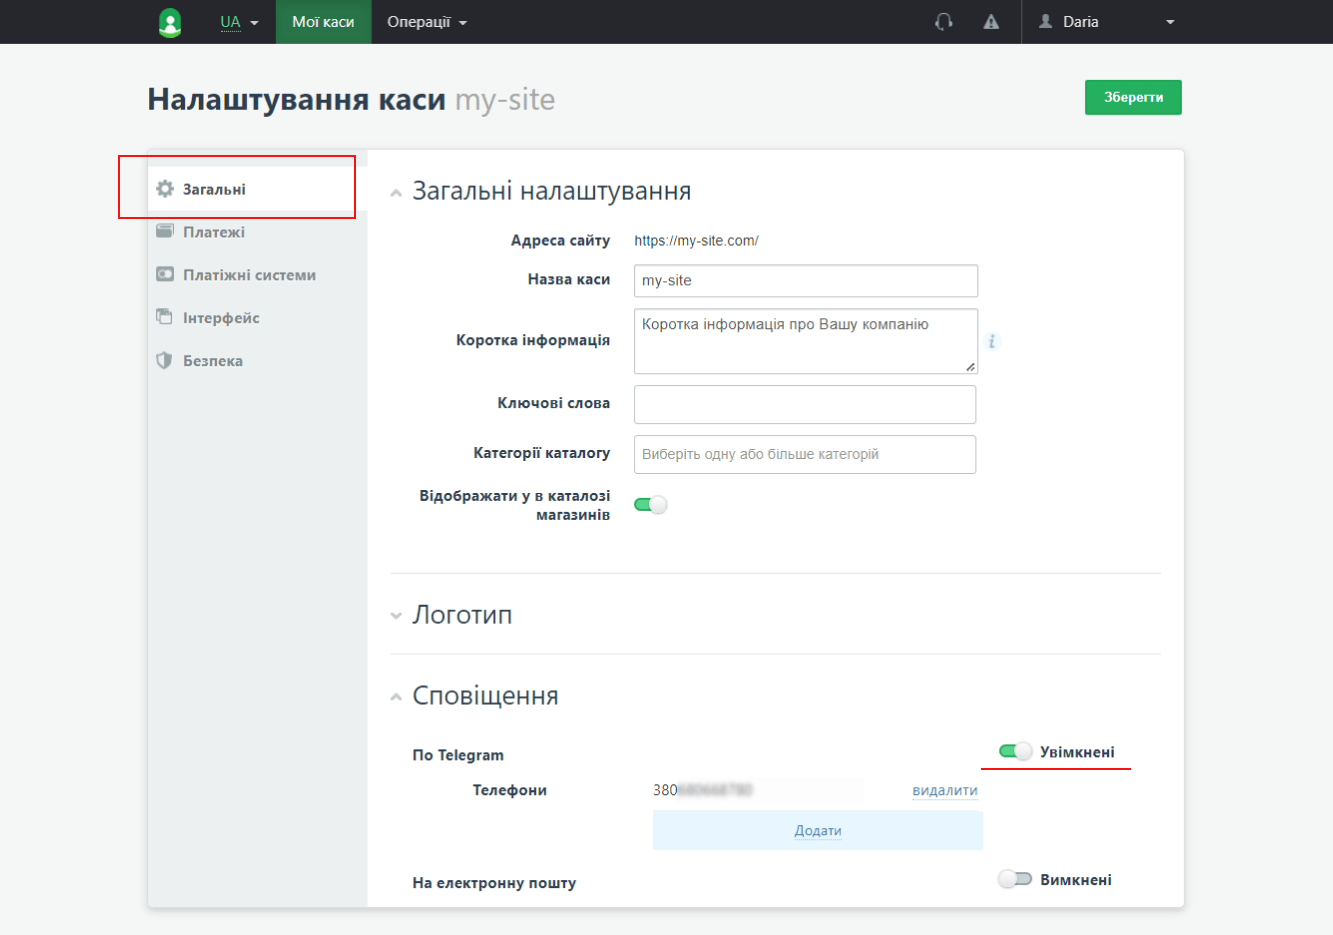 UA
Мої каси
Операції
Daria
Налаштування каси my-site
Зберегти
Загальні
Платежі
Платіжні системи
Інтерфейс
Безпека
Загальні налаштування
Адреса сайту https://my-site.com/
Назва каси my-site
Коротка інформація Коротка інформація про Вашу компанію
Ключові слова
Категорії каталогу Виберіть одну або більше категорій
Відображати у в каталозі
магазинів
Логотип
Сповіщення
По Telegram Увімкнені
Телефони 380 видалити
Додати
На електронну пошту Вимкнені